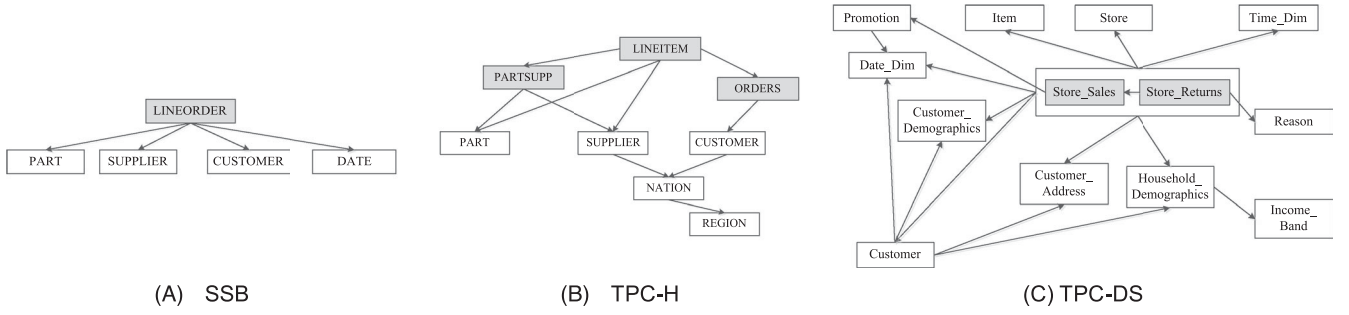 LINEORDER
PART
SUPPLIER
CUSTOMER
DATE
(A) SSB
LINEITEM
PARTSUPP
ORDERS
PART
SUPPLIER
CUSTOMER
NATION
REGION
(B) TPC-H
Promotion
Item
Store
Time_Dim
Date_Dim
Store_Sales
Store_Returns
Customer_
Demographics
Reason
Customer_
Address
Household_
Demographics
Income_
Band
Customer
(C) TPC-DS